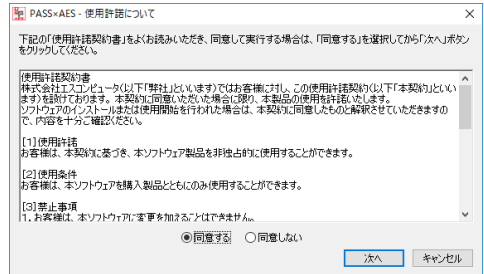 PASS×AES - 使用許諾について
下記の「使用許諾契約書」をよくお読みいただき、同意して実行する場合は、「同意する」を選択してから「次へ」ボタン
をクリックしてください。
使用許諾契約書
株式会社エスコンピュータ(以下「弊社」といいます)ではお客様に対し、この使用許諾契約(以下「本契約」といい
ます)を設けております。本契約に同意いただいた場合に限り、本製品の使用を許諾いたします。
ソフトウェアのインストールまたは使用開始を行われた場合は、本契約に同意したものと解釈させていただきますの
で、内容を十分ご確認ください。
[1]使用許諾
お客様は、本契約に基づき、本ソフトウェア製品を非独占的に使用することができます。
[2]使用条件
お客様は、本ソフトウェアを購入製品とともにのみ使用することができます。
[3]禁止事項
1. お客様は、本ソフトウェアに変更を加えることはできません。
同意する 同意しない
次へ キャンセル